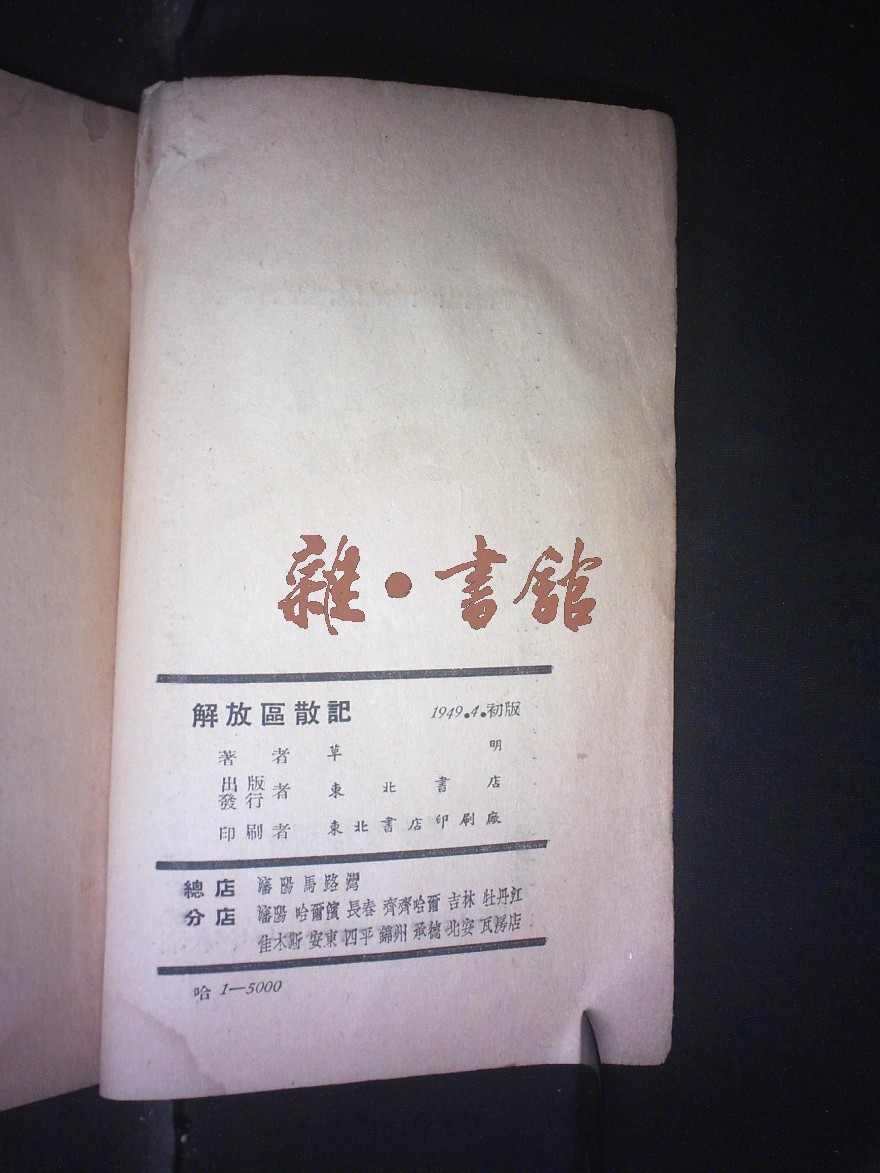 雜·書館
解放區散記 1949.4.初版
著者 草明
出版發行者 東北書店
印刷者 東北書店印刷廠
總店 瀋陽馬路灣
分店 瀋陽 哈爾濱 長春 齊齊哈爾 吉林 牡丹江
佳木斯 安東 四平 錦州 承德 北安 瓦房店
哈 1—5000